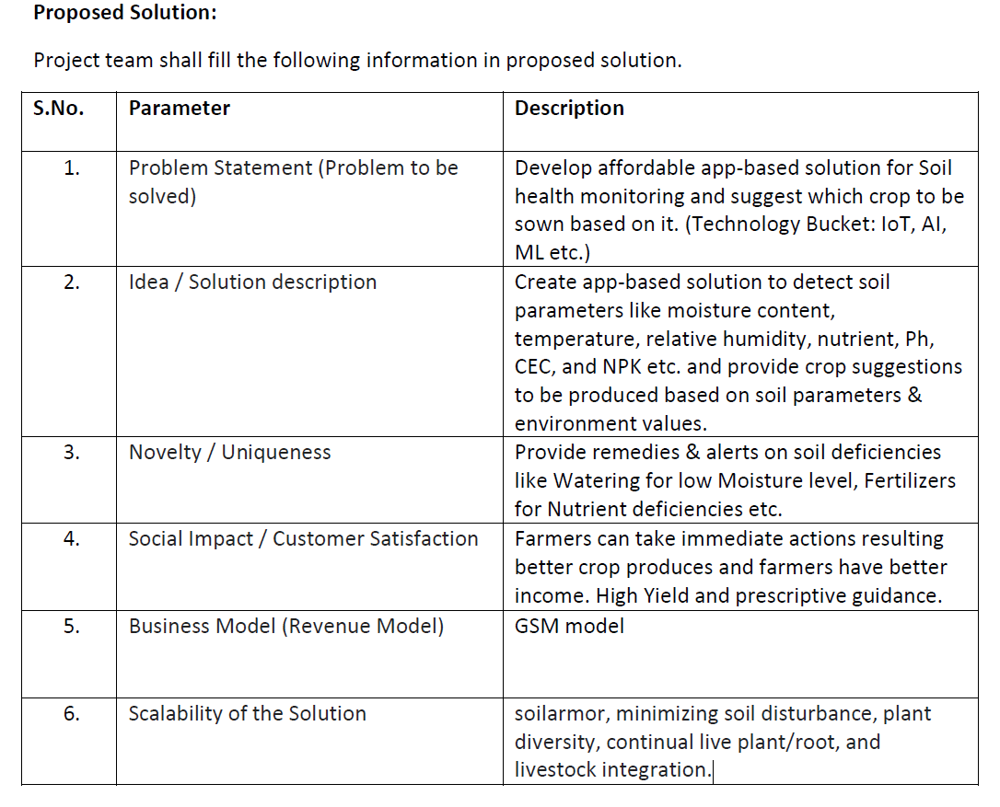 Proposed Solution:
Project team shall fill the following information in proposed solution.
S.No. Parameter Description
1. Problem Statement (Problem to be solved) Develop affordable app-based solution for Soil
health monitoring and suggest which crop to be
sown based on it. (Technology Bucket: IoT, AI,
ML etc.)
2. Idea / Solution description Create app-based solution to detect soil
parameters like moisture content,
temperature, relative humidity, nutrient, Ph,
CEC, and NPK etc. and provide crop suggestions
to be produced based on soil parameters &
environment values.
3. Novelty / Uniqueness Provide remedies & alerts on soil deficiencies
like Watering for low Moisture level, Fertilizers
for Nutrient deficiencies etc.
4. Social Impact / Customer Satisfaction Farmers can take immediate actions resulting
better crop produces and farmers have better
income. High Yield and prescriptive guidance.
5. Business Model (Revenue Model) GSM model
6. Scalability of the Solution soilarmor, minimizing soil disturbance, plant
diversity, continual live plant/root, and
livestock integration.